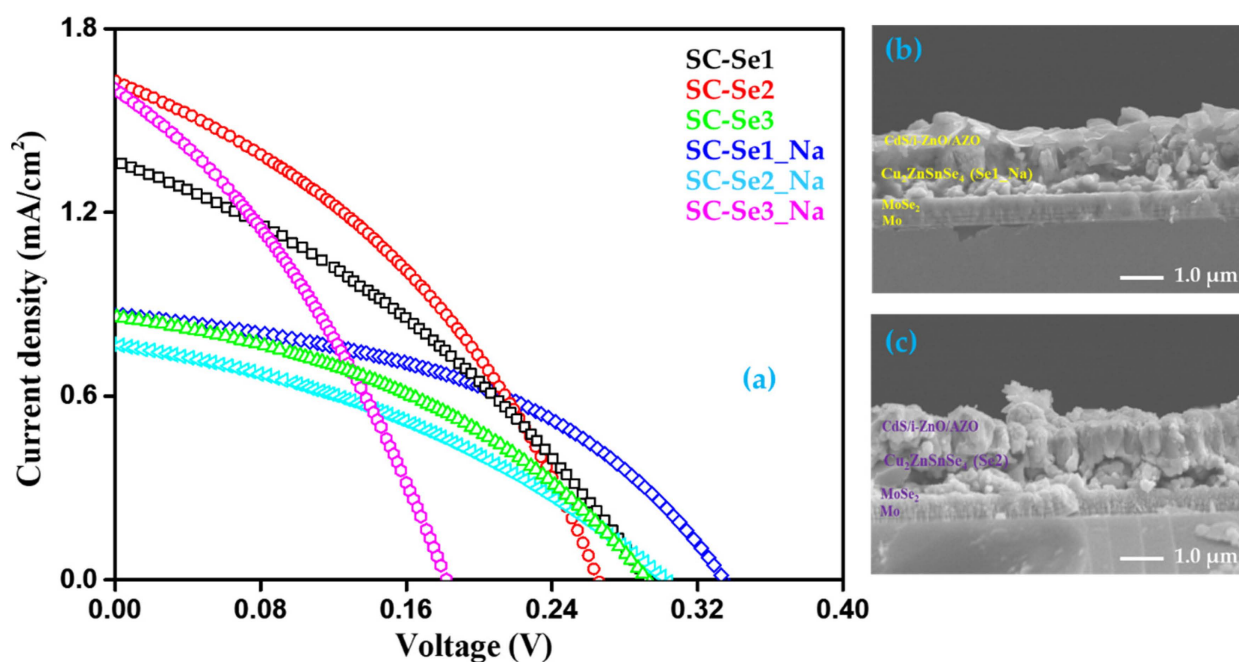 1.8
1.2
0.6
0.0
0.00
0.08
0.16
0.24
0.32
0.40
Current density (mA/cm²)
Voltage (V)
SC-Se1
SC-Se2
SC-Se3
SC-Se1_Na
SC-Se2_Na
SC-Se3_Na
(a)
(b)
CdS/i-ZnO/AZO
Cu₂ZnSnSe₄ (Se1_Na)
MoSe₂
Mo
1.0 μm
(c)
CdS/i-ZnO/AZO
Cu₂ZnSnSe₄ (Se2)
MoSe₂
Mo
1.0 μm